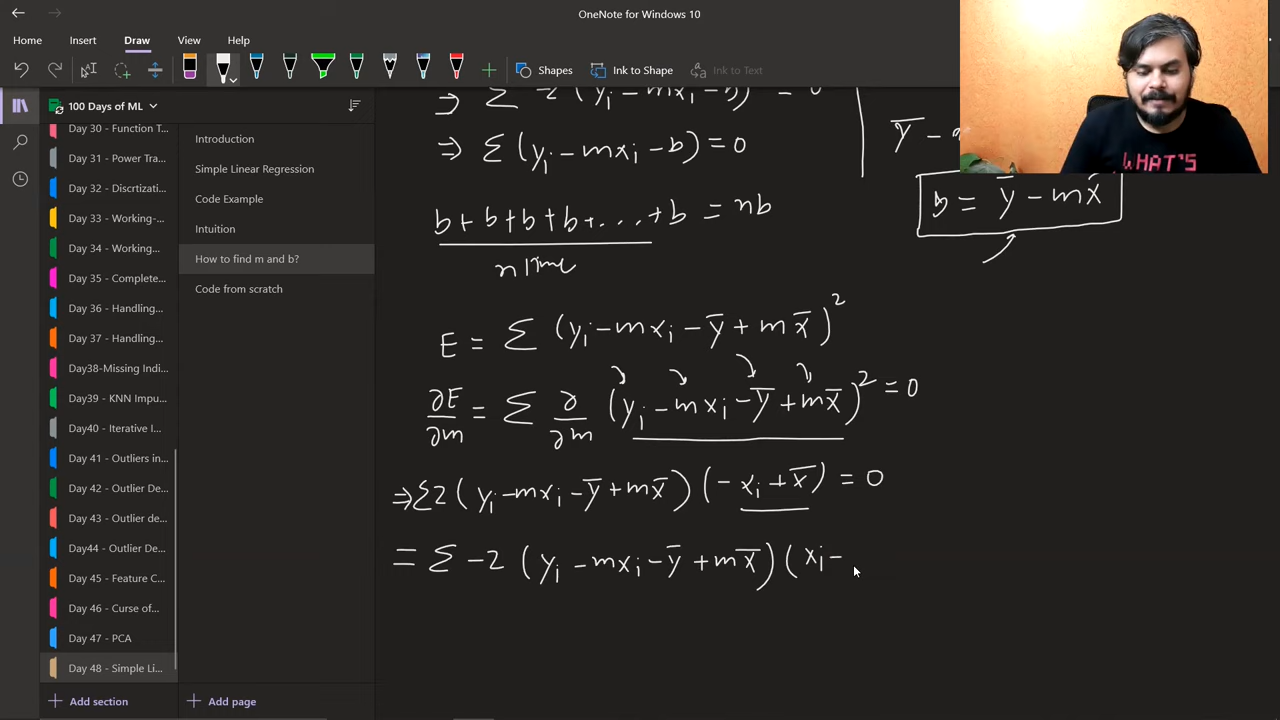 OneNote for Windows 10
Home Insert Draw View Help
Shapes Ink to Shape Ink to Text
100 Days of ML
Day 30 - Function T...
Day 31 - Power Tra...
Day 32 - Discrtizati...
Day 33 - Working-...
Day 34 - Working...
Day 35 - Complete...
Day 36 - Handling...
Day 37 - Handling...
Day38-Missing Indi...
Day39 - KNN Impu...
Day40 - Iterative I...
Day 41 - Outliers in...
Day 42 - Outlier De...
Day 43 - Outlier de...
Day44 - Outlier De...
Day 45 - Feature C...
Day 46 - Curse of...
Day 47 - PCA
Day 48 - Simple Li...
Add section
Introduction
Simple Linear Regression
Code Example
Intuition
How to find m and b?
Code from scratch
Add page
⇒ Σ -2 (yᵢ - mxᵢ - b) = 0
⇒ Σ (yᵢ - mxᵢ - b) = 0
b + b + b + b + ... + b = nb
n time
ȳ -
b = ȳ - mx̄
E = Σ (yᵢ - mxᵢ - ȳ + mx̄)²
∂E/∂m = Σ ∂/∂m (yᵢ - mxᵢ - ȳ + mx̄)² = 0
⇒ Σ 2 (yᵢ - mxᵢ - ȳ + mx̄) (- xᵢ + x̄) = 0
= Σ -2 (yᵢ - mxᵢ - ȳ + mx̄) (xᵢ -
WHAT'S